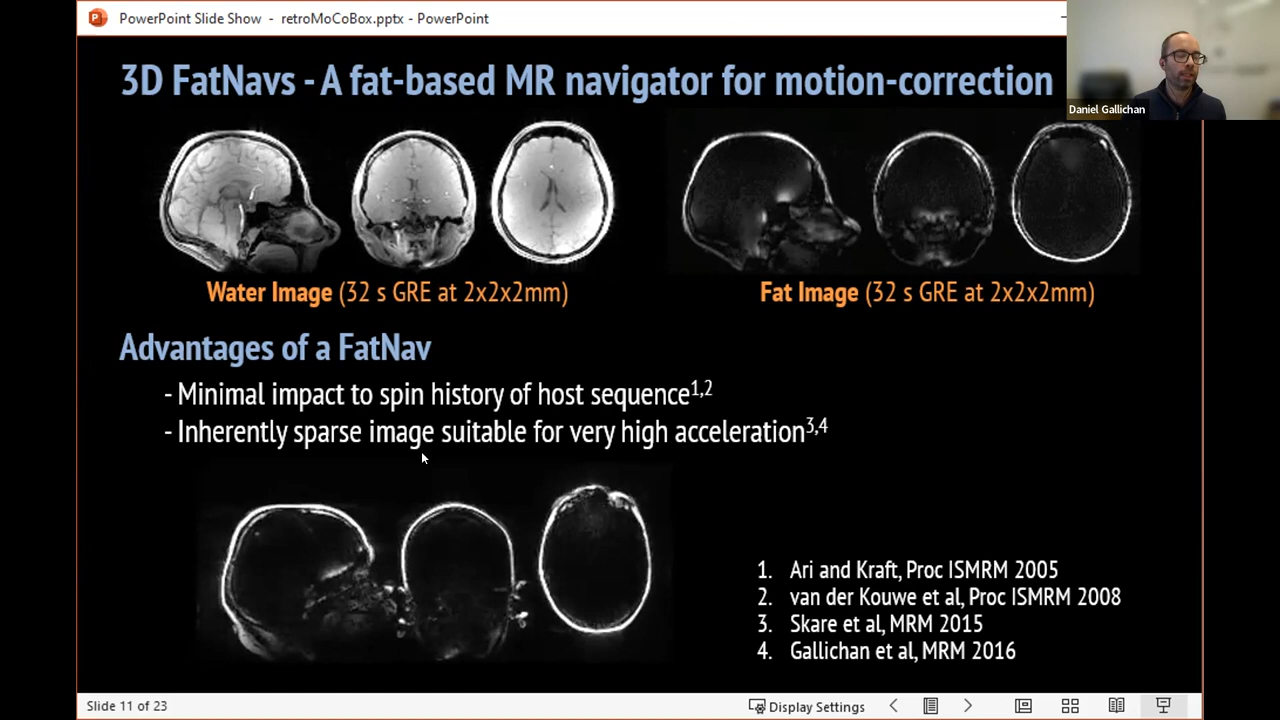 PowerPoint Slide Show - retroMoCoBox.pptx - PowerPoint
Daniel Gallichan
3D FatNavs - A fat-based MR navigator for motion-correction
Water Image (32 s GRE at 2x2x2mm)
Fat Image (32 s GRE at 2x2x2mm)
Advantages of a FatNav
- Minimal impact to spin history of host sequence1,2
- Inherently sparse image suitable for very high acceleration3,4
1. Ari and Kraft, Proc ISMRM 2005
2. van der Kouwe et al, Proc ISMRM 2008
3. Skare et al, MRM 2015
4. Gallichan et al, MRM 2016
Slide 11 of 23
Display Settings